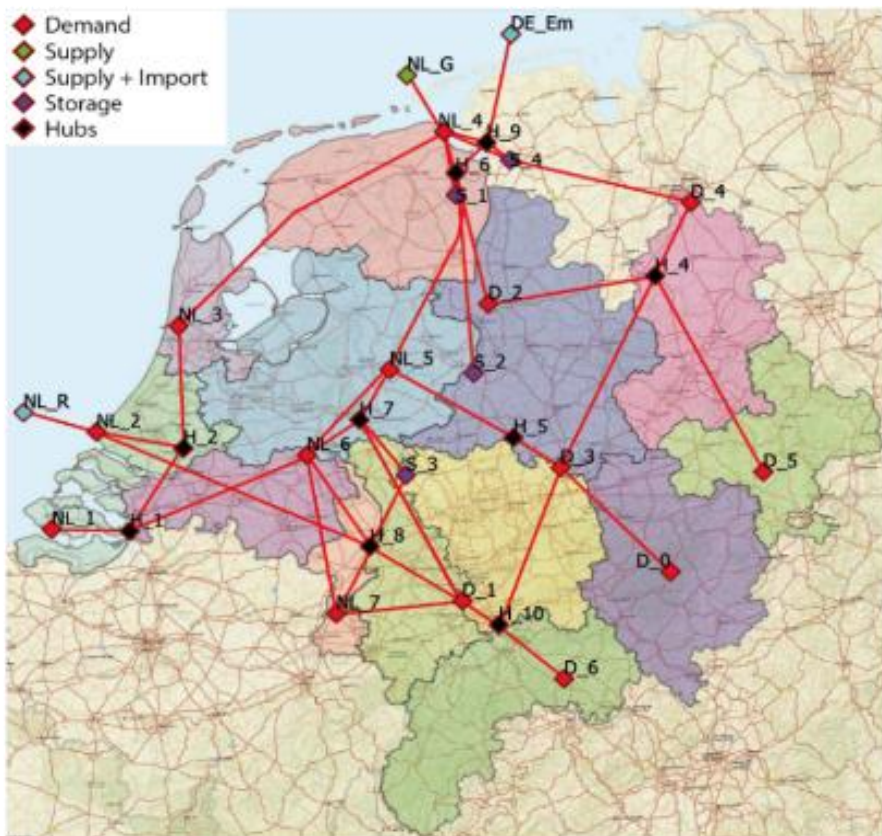 Demand
Supply
Supply + Import
Storage
Hubs
DE_Em
NL_G
NL_4
H_9
S_4
H_6
S_1
D_4
H_4
D_2
NL_3
NL_5
S_2
NL_R
NL_2
H_7
H_2
H_5
NL_6
S_3
D_3
D_5
NL_1
H_1
H_8
D_0
D_1
NL_7
H_10
D_6